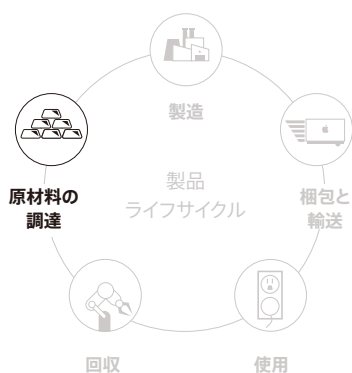 製造
原材料の
調達
製品
ライフサイクル
梱包と
輸送
回収
使用